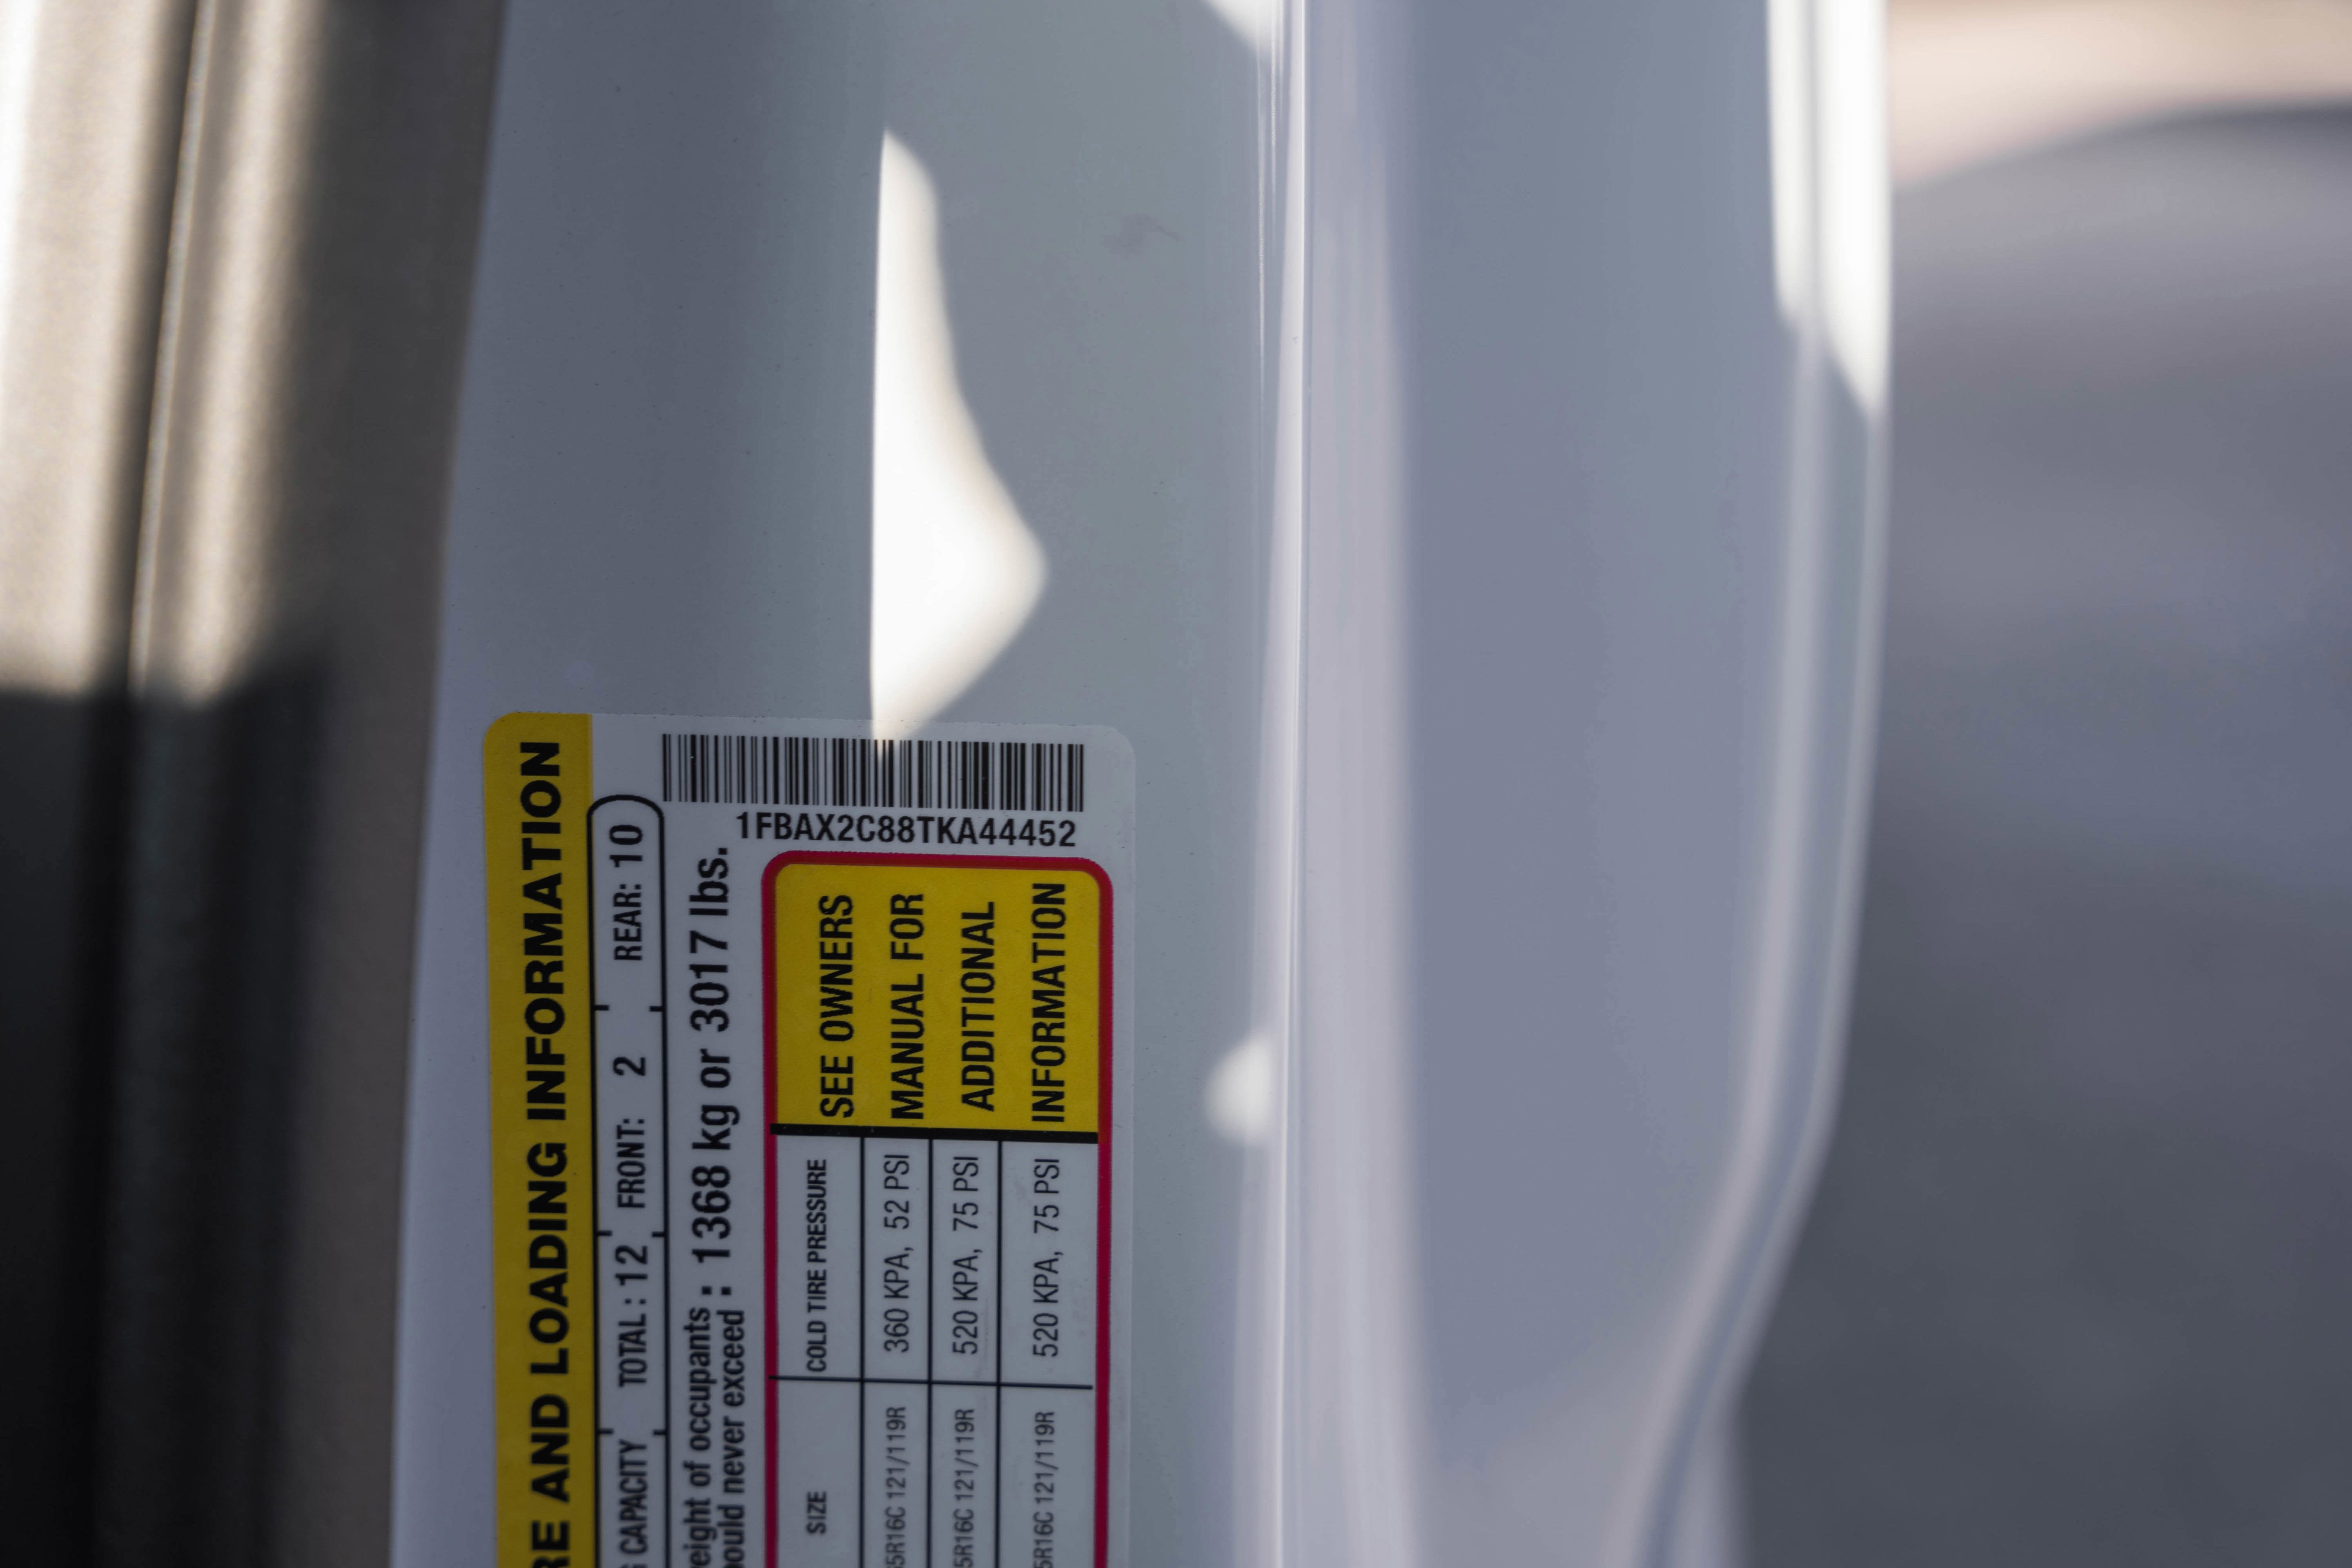 1FBAX2C88TKA44452
RE AND LOADING INFORMATION
CAPACITY TOTAL : 12 FRONT: 2 REAR: 10
eight of occupants : 1368 kg or 3017 lbs.
ould never exceed :
SIZE COLD TIRE PRESSURE
5R16C 121/119R 360 KPA, 52 PSI
5R16C 121/119R 520 KPA, 75 PSI
5R16C 121/119R 520 KPA, 75 PSI
SEE OWNERS
MANUAL FOR
ADDITIONAL
INFORMATION